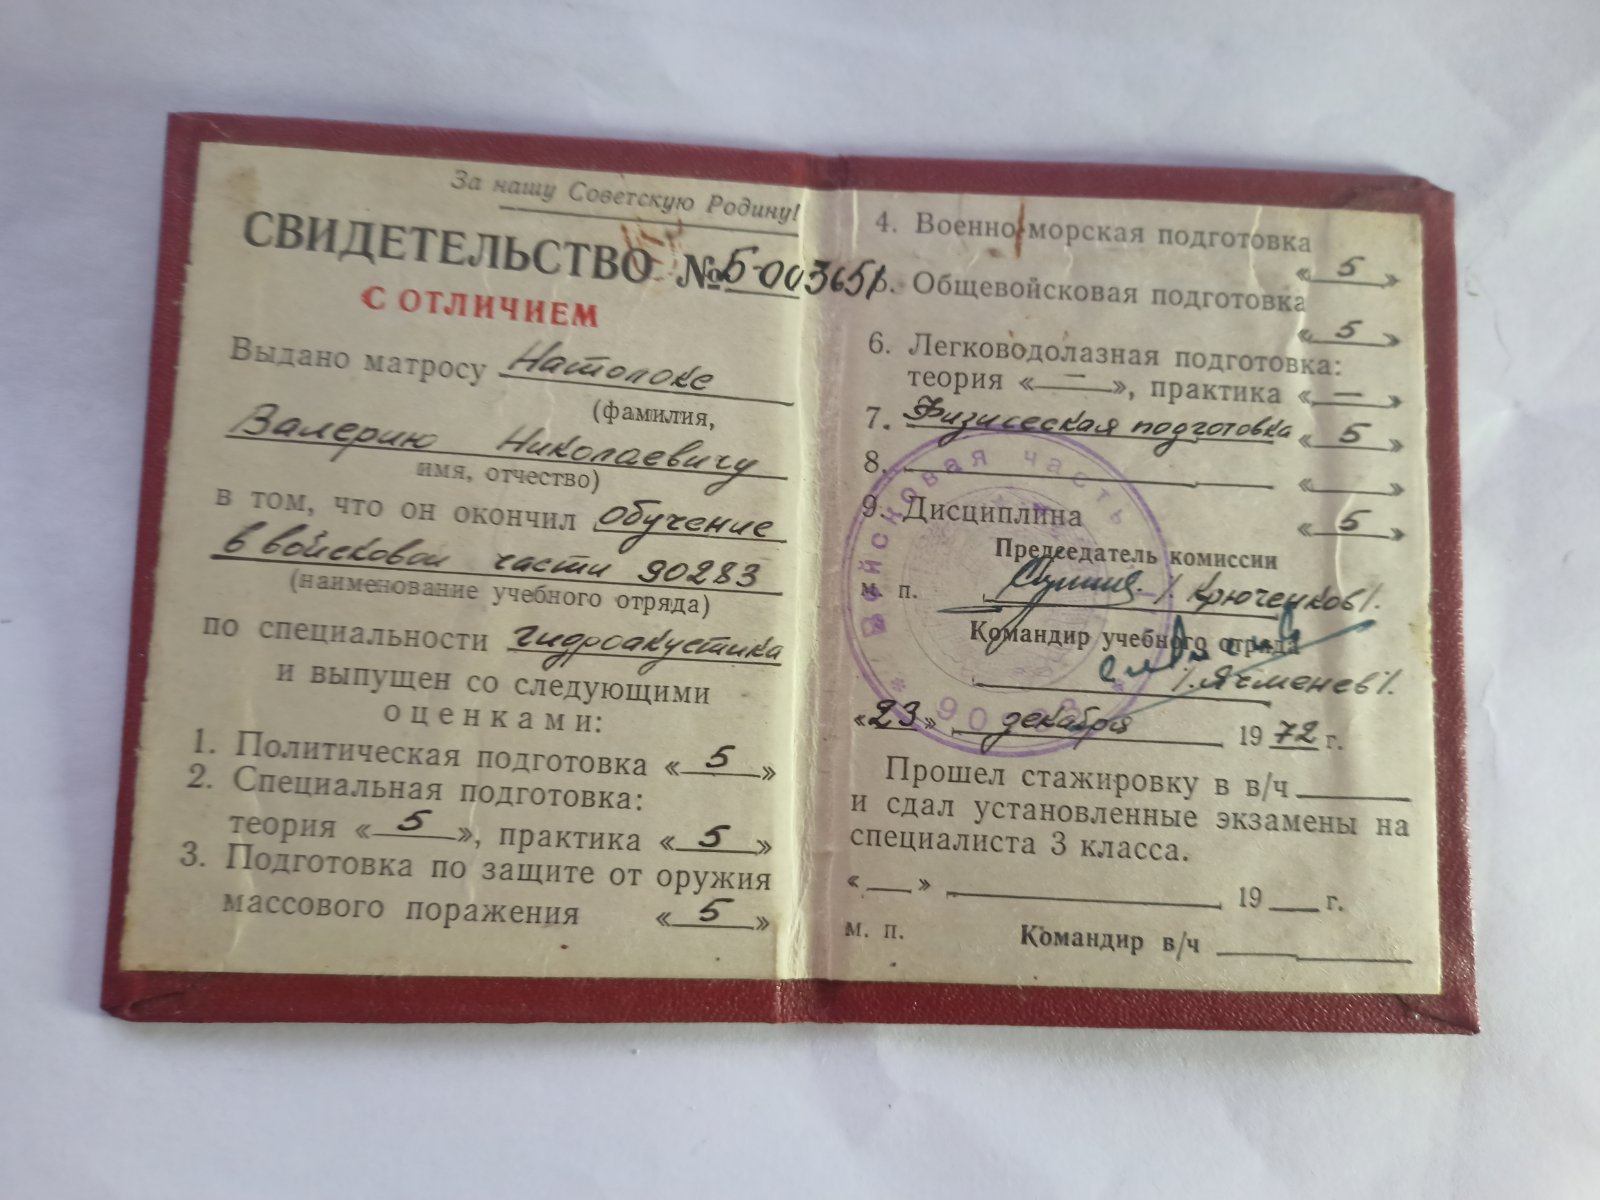 За нашу Советскую Родину!
СВИДЕТЕЛЬСТВО №5-003651
С ОТЛИЧИЕМ
Выдано матросу Натолоке
(фамилия,
Валерию Николаевичу
имя, отчество)
в том, что он окончил обучение
в войсковой части 90283
(наименование учебного отряда)
по специальности гидроакустика
и выпущен со следующими
оценками:
1. Политическая подготовка «5»
2. Специальная подготовка:
теория «5», практика «5»
3. Подготовка по защите от оружия
массового поражения «5»
4. Военно-морская подготовка
«5»
5. Общевойсковая подготовка
«5»
6. Легководолазная подготовка:
теория «—», практика «—»
7. Физическая подготовка «5»
8. «»
9. Дисциплина «5»
Председатель комиссии
м. п. /Крюченков/.
Командир учебного отряда
/.Ячменев/.
«23» декабря 1972 г.
Войсковая часть
Прошел стажировку в в/ч
и сдал установленные экзамены на
специалиста 3 класса.
« » 19 г.
м. п. Командир в/ч